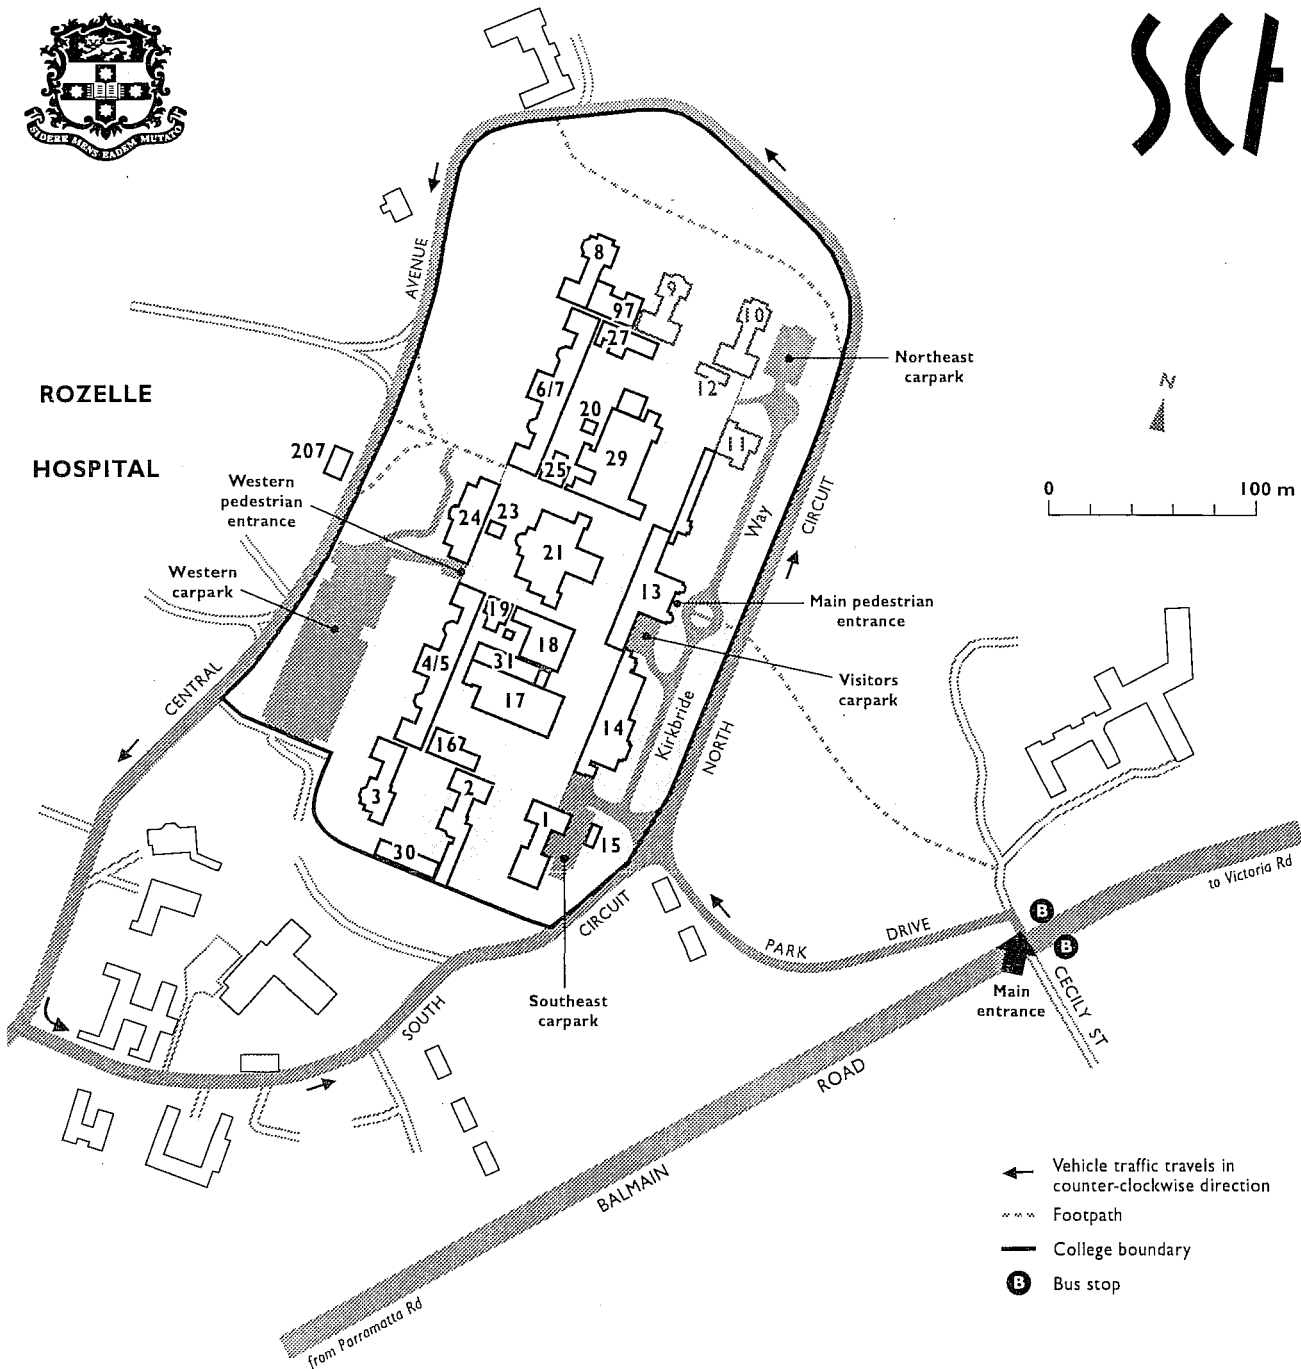 SIDERE MENS EADEM MUTATO
SCA
AVENUE
8
9
97
10
27
Northeast
carpark
N
ROZELLE
6/7
12
20
HOSPITAL
207
11
25
29
Western
pedestrian
entrance
0 100 m
24
23
Way
CIRCUIT
21
Western
carpark
13
Main pedestrian
entrance
19
18
4/5
31
Visitors
carpark
CENTRAL
17
14
Kirkbride
NORTH
16
3
2
1
15
30
to Victoria Rd
CIRCUIT
B
PARK
DRIVE
B
Southeast
carpark
Main
entrance
CECILY ST
SOUTH
ROAD
BALMAIN
from Parramatta Rd
Vehicle traffic travels in
counter-clockwise direction
Footpath
College boundary
B Bus stop